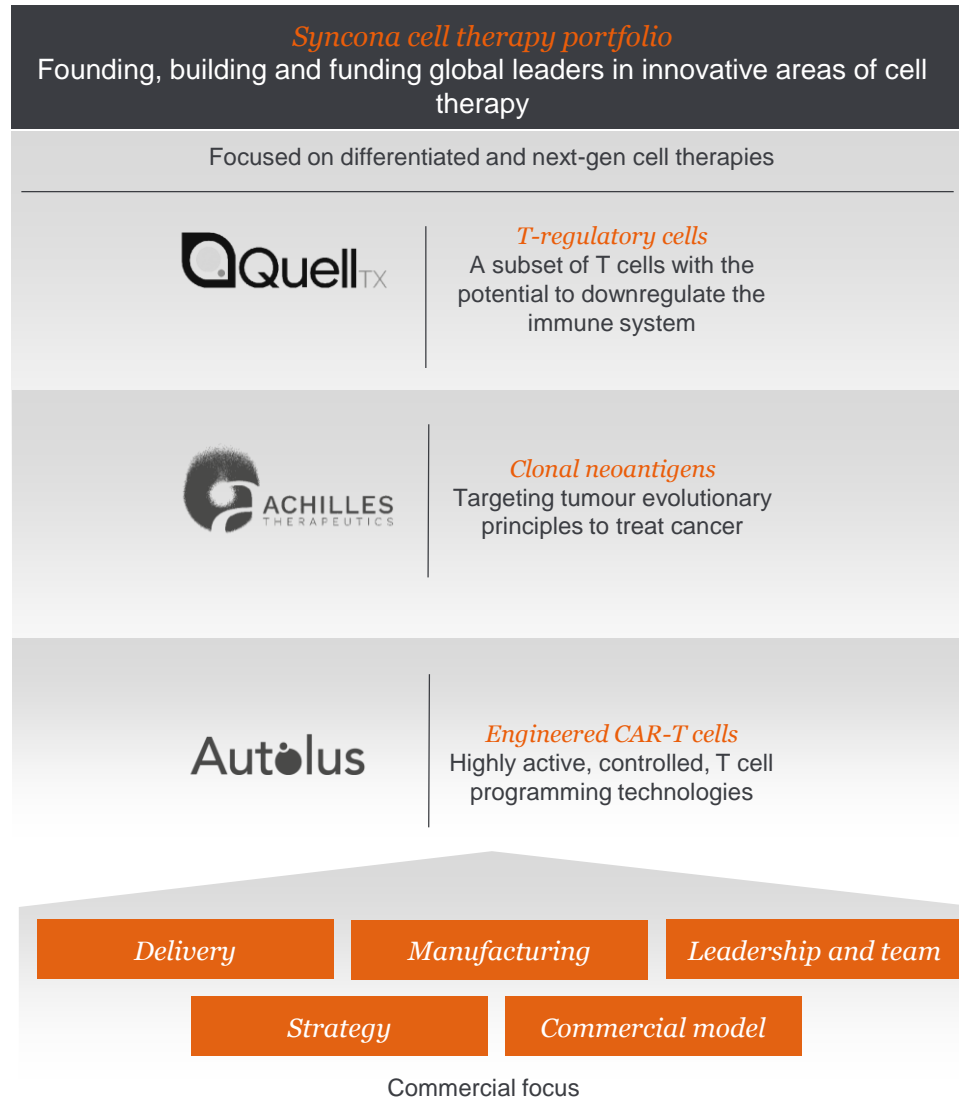 Syncona cell therapy portfolio
Founding, building and funding global leaders in innovative areas of cell
therapy
Focused on differentiated and next-gen cell therapies
QuellTX
T-regulatory cells
A subset of T cells with the
potential to downregulate the
immune system
ACHILLES
THERAPEUTICS
Clonal neoantigens
Targeting tumour evolutionary
principles to treat cancer
Autolus
Engineered CAR-T cells
Highly active, controlled, T cell
programming technologies
Delivery
Manufacturing
Leadership and team
Strategy
Commercial model
Commercial focus